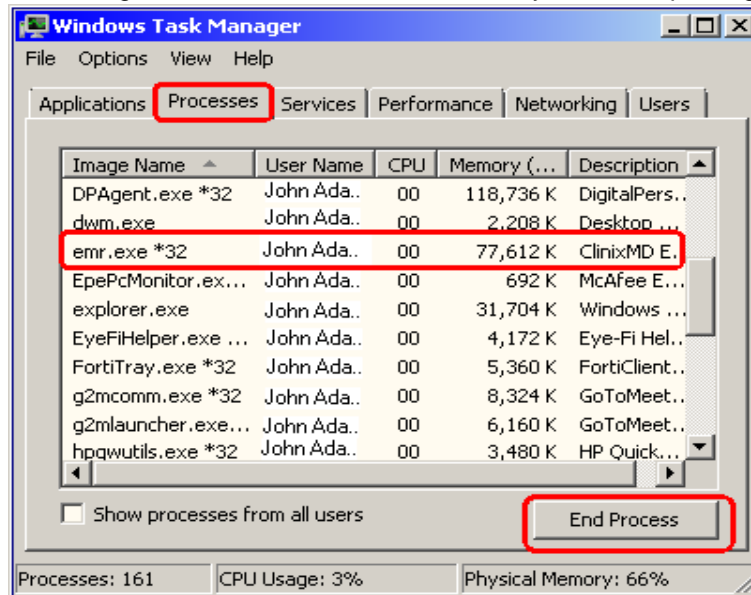 Windows Task Manager
File Options View Help
Applications Processes Services Performance Networking Users
Image Name User Name CPU Memory (... Description
DPAgent.exe *32 John Ada.. 00 118,736 K DigitalPers..
dwm.exe John Ada.. 00 2,208 K Desktop ...
emr.exe *32 John Ada.. 00 77,612 K ClinixMD E.
EpePcMonitor.ex... John Ada.. 00 692 K McAfee E...
explorer.exe John Ada.. 00 31,704 K Windows ...
EyeFiHelper.exe ... John Ada.. 00 4,172 K Eye-Fi Hel..
FortiTray.exe *32 John Ada.. 00 5,360 K FortiClient..
g2mcomm.exe *32 John Ada.. 00 8,324 K GoToMeet..
g2mlauncher.exe... John Ada.. 00 6,160 K GoToMeet..
hpqwutils.exe *32 John Ada.. 00 3,480 K HP Quick...
Show processes from all users
End Process
Processes: 161 CPU Usage: 3% Physical Memory: 66%